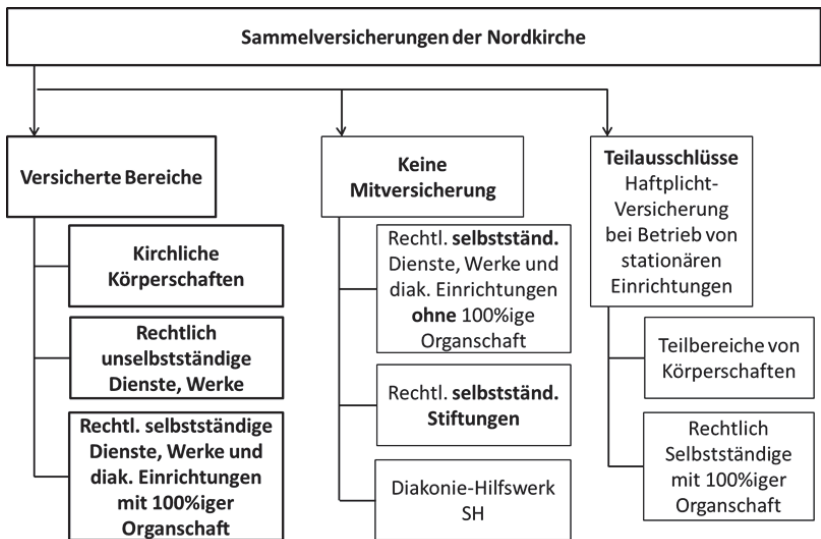 Sammelversicherungen der Nordkirche
Versicherte Bereiche
Kirchliche
Körperschaften
Rechtlich
unselbstständige
Dienste, Werke
Rechtl. selbstständige
Dienste, Werke und
diak. Einrichtungen
mit 100%iger
Organschaft
Keine
Mitversicherung
Rechtl. selbstständ.
Dienste, Werke und
diak. Einrichtungen
ohne 100%ige
Organschaft
Rechtl. selbstständ.
Stiftungen
Diakonie-Hilfswerk
SH
Teilausschlüsse
Haftplicht-
Versicherung
bei Betrieb von
stationären
Einrichtungen
Teilbereiche von
Körperschaften
Rechtlich
Selbstständige
mit 100%iger
Organschaft